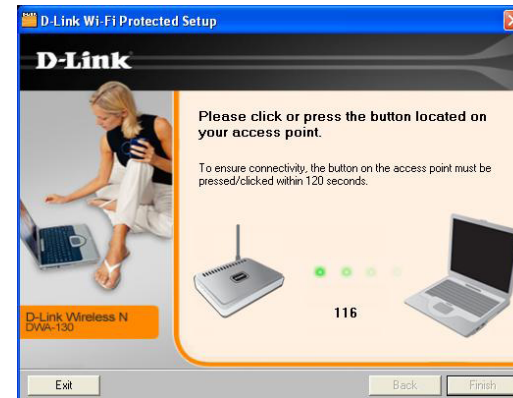 D-Link Wi-Fi Protected Setup
D-Link
Please click or press the button located on
your access point.
To ensure connectivity, the button on the access point must be
pressed/clicked within 120 seconds.
116
D-Link Wireless N
DWA-130
Exit
Back
Finish